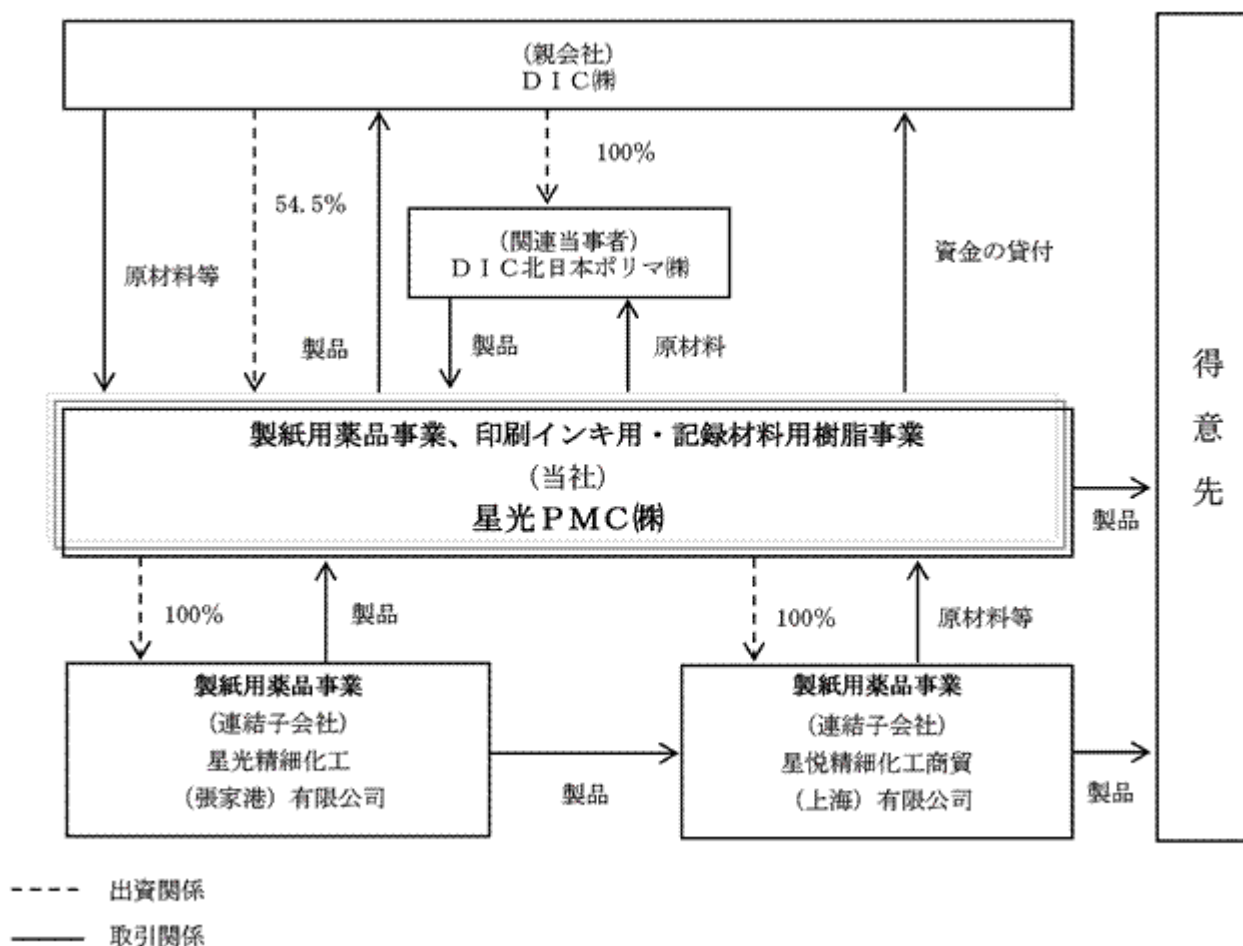 (親会社)
ＤＩＣ㈱
100%
54.5%
(関連当事者)
ＤＩＣ北日本ポリマ㈱
資金の貸付
原材料等
製品
製品
原材料
得意先
製紙用薬品事業、印刷インキ用・記録材料用樹脂事業
(当社)
星光ＰＭＣ㈱
製品
100%
製品
100%
原材料等
製紙用薬品事業
(連結子会社)
星光精細化工
(張家港) 有限公司
製紙用薬品事業
(連結子会社)
星悦精細化工商貿
(上海) 有限公司
製品
製品
出資関係
取引関係